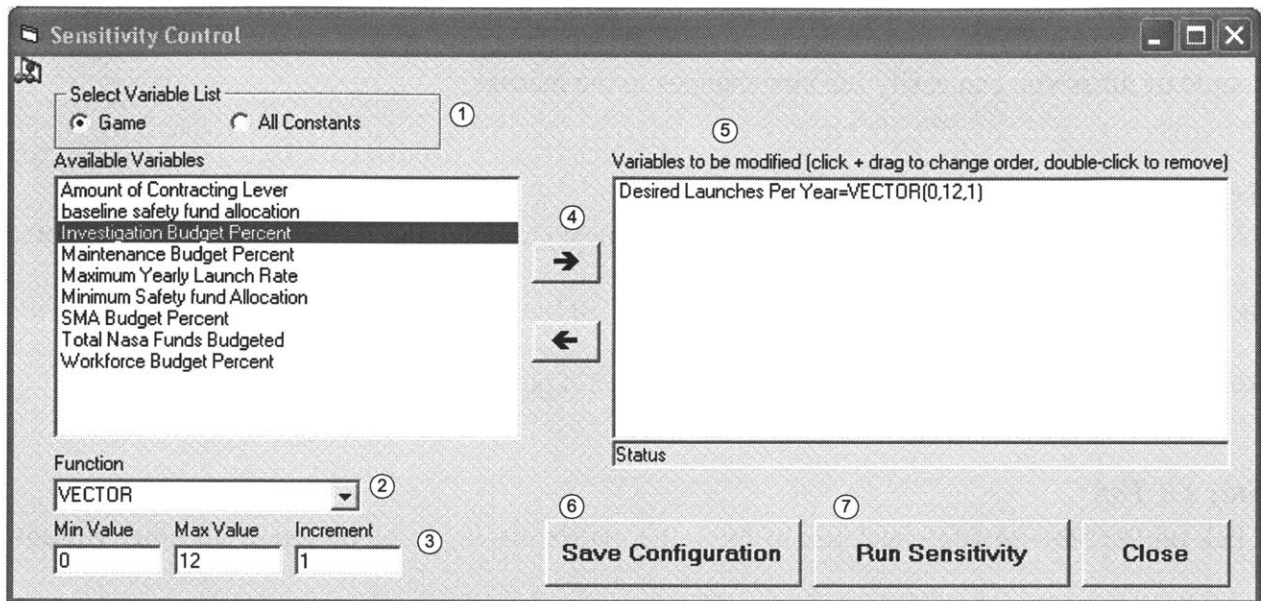 Sensitivity Control
Select Variable List
Game All Constants ①
Available Variables
Amount of Contracting Lever
baseline safety fund allocation
Investigation Budget Percent
Maintenance Budget Percent
Maximum Yearly Launch Rate
Minimum Safety fund Allocation
SMA Budget Percent
Total Nasa Funds Budgeted
Workforce Budget Percent
④
⑤
Variables to be modified (click + drag to change order, double-click to remove)
Desired Launches Per Year=VECTOR(0,12,1)
Status
Function
VECTOR ②
Min Value Max Value Increment
0 12 1 ③
⑥ ⑦
Save Configuration Run Sensitivity Close